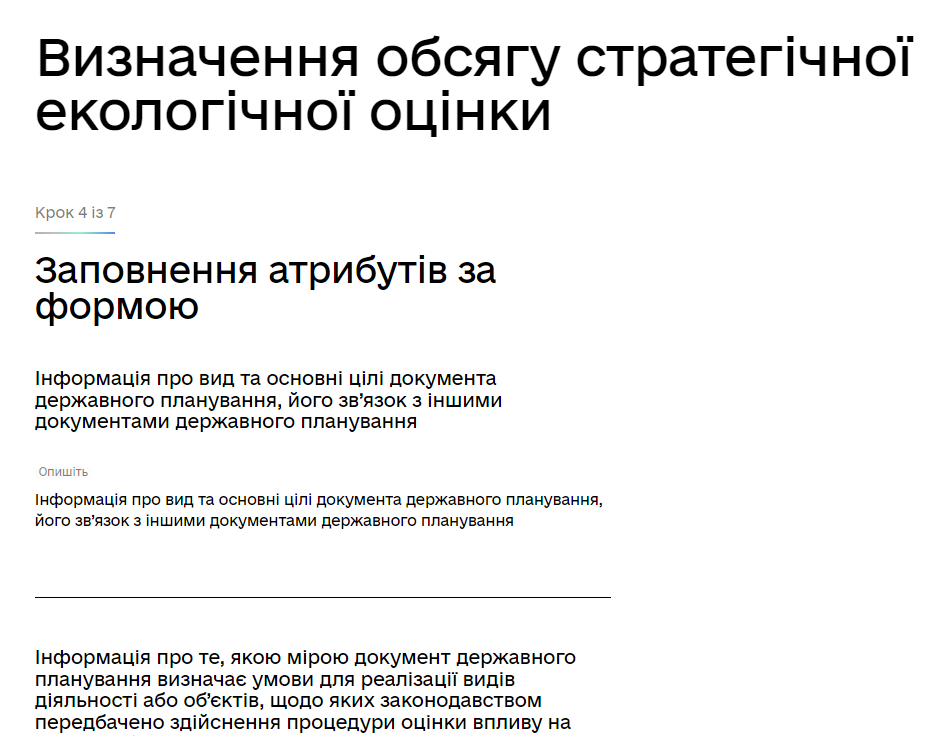 Визначення обсягу стратегічної
екологічної оцінки
Крок 4 із 7
Заповнення атрибутів за
формою
Інформація про вид та основні цілі документа
державного планування, його зв’язок з іншими
документами державного планування
Опишіть
Інформація про вид та основні цілі документа державного планування,
його зв’язок з іншими документами державного планування
Інформація про те, якою мірою документ державного
планування визначає умови для реалізації видів
діяльності або об’єктів, щодо яких законодавством
передбачено здійснення процедури оцінки впливу на